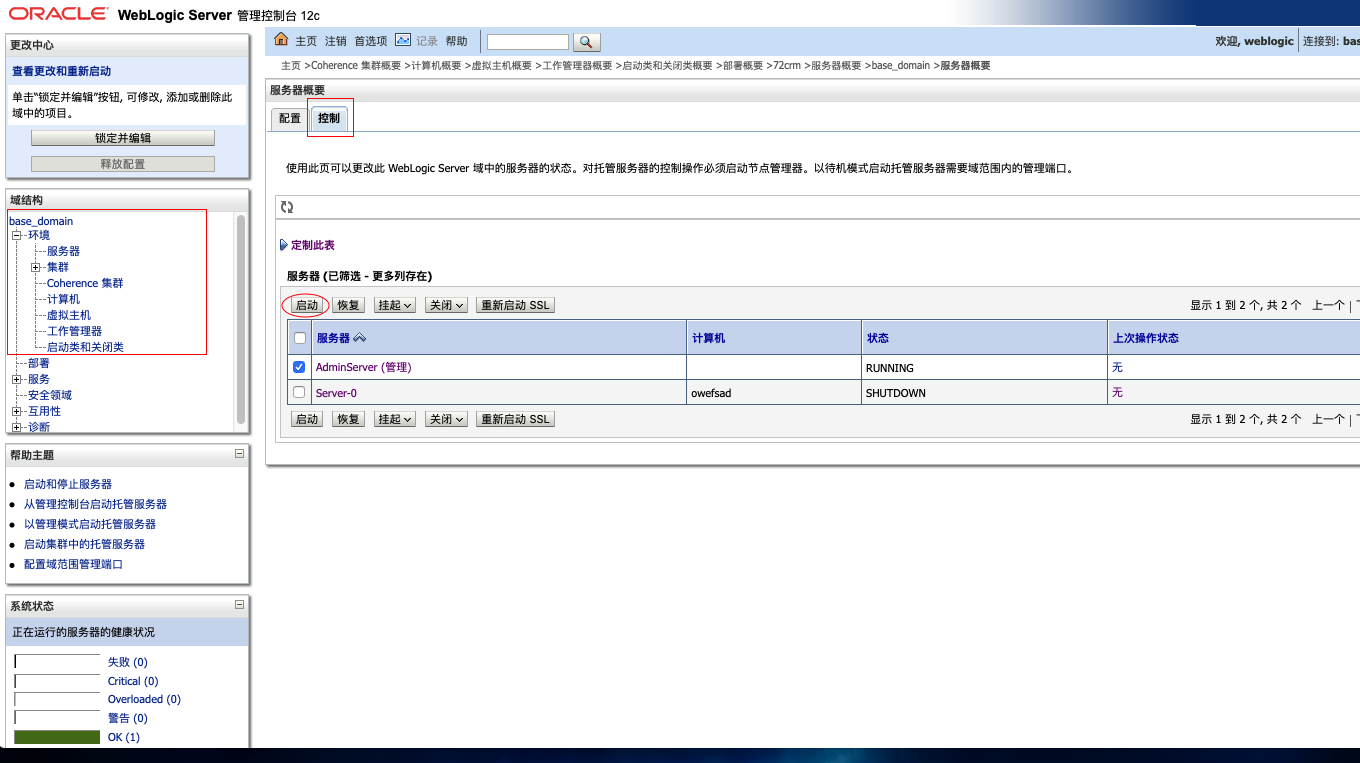 ORACLE WebLogic Server 管理控制台 12c
更改中心
查看更改和重新启动
单击“锁定并编辑”按钮, 可修改, 添加或删除此
域中的项目。
锁定并编辑
释放配置
域结构
base_domain
环境
服务器
集群
Coherence 集群
计算机
虚拟主机
工作管理器
启动类和关闭类
部署
服务
安全领域
互用性
诊断
帮助主题
启动和停止服务器
从管理控制台启动托管服务器
以管理模式启动托管服务器
启动集群中的托管服务器
配置域范围管理端口
系统状态
正在运行的服务器的健康状况
失败 (0)
Critical (0)
Overloaded (0)
警告 (0)
OK (1)
主页 注销 首选项 记录 帮助
欢迎, weblogic 连接到: bas
主页 >Coherence 集群概要 >计算机概要 >虚拟主机概要 >工作管理器概要 >启动类和关闭类概要 >部署概要 >72crm >服务器概要 >base_domain >服务器概要
服务器概要
配置 控制
使用此页可以更改此 WebLogic Server 域中的服务器的状态。对托管服务器的控制操作必须启动节点管理器。以待机模式启动托管服务器需要域范围内的管理端口。
定制此表
服务器 (已筛选 - 更多列存在)
启动 恢复 挂起 关闭 重新启动 SSL 显示 1 到 2 个, 共 2 个 上一个 |
服务器 计算机 状态 上次操作状态
AdminServer (管理) RUNNING 无
Server-0 owefsad SHUTDOWN 无
启动 恢复 挂起 关闭 重新启动 SSL 显示 1 到 2 个, 共 2 个 上一个 |